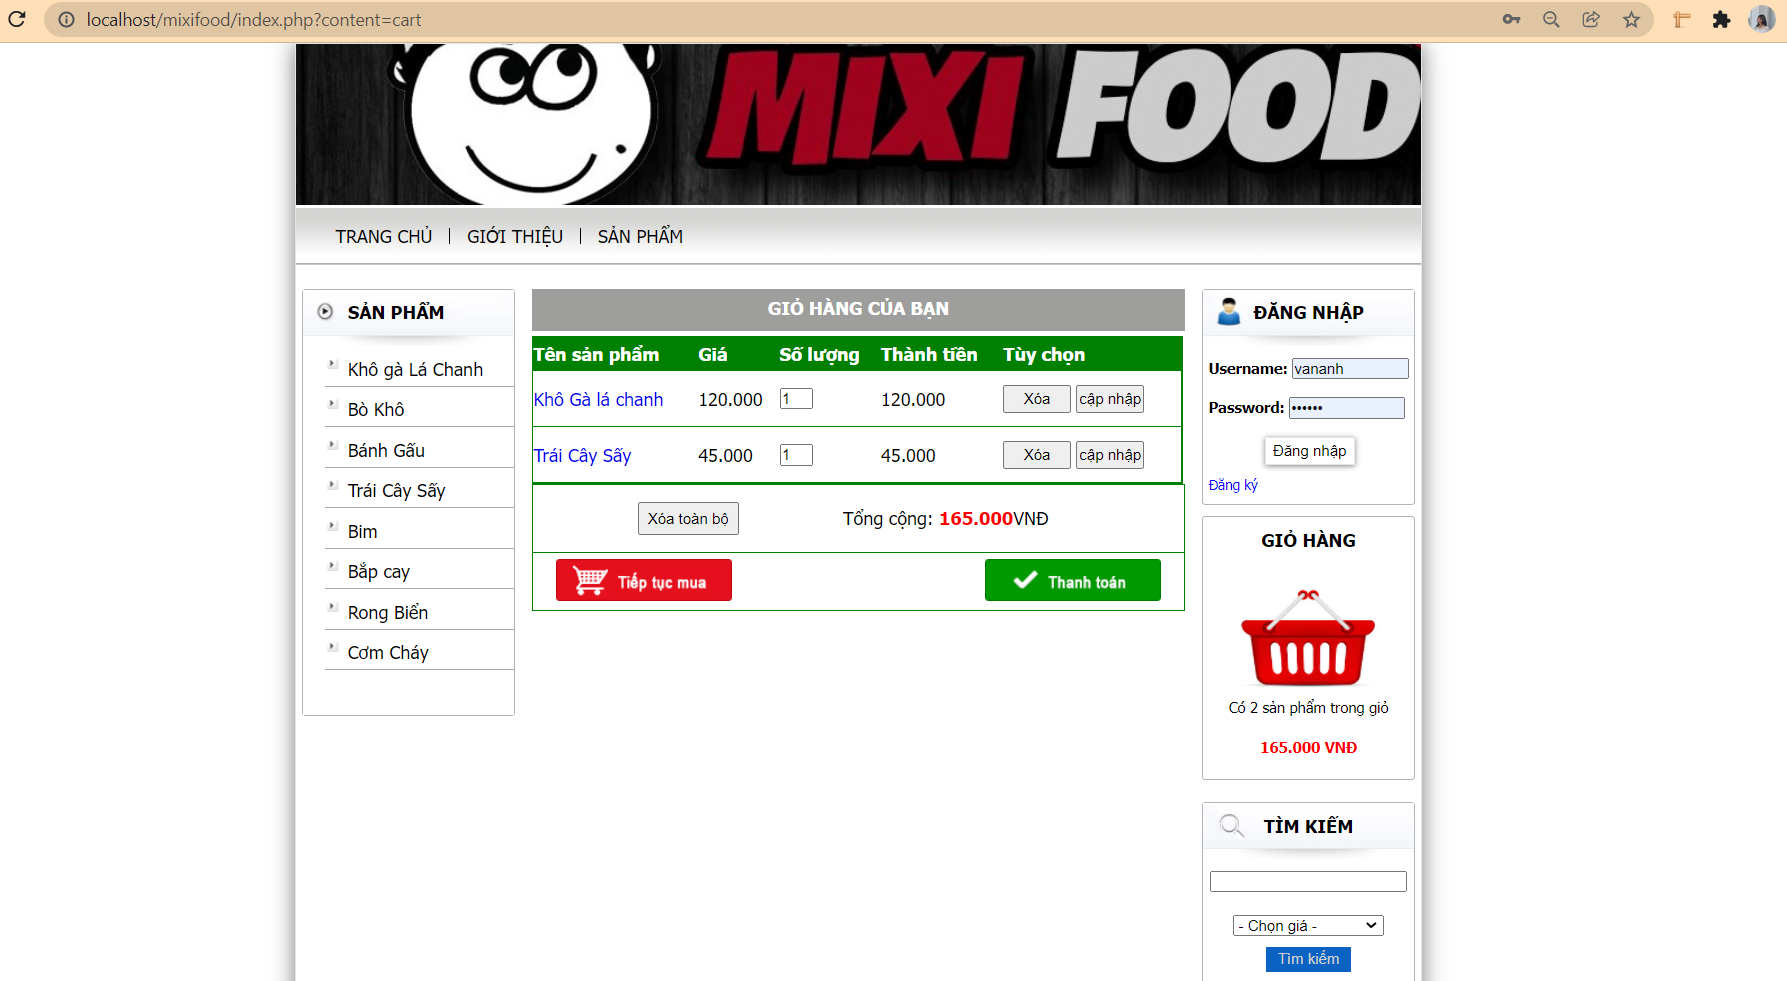 localhost/mixifood/index.php?content=cart
MIXI FOOD
TRANG CHỦ | GIỚI THIỆU | SẢN PHẨM
SẢN PHẨM
Khô gà Lá Chanh
Bò Khô
Bánh Gấu
Trái Cây Sấy
Bim
Bắp cay
Rong Biển
Cơm Cháy
GIỎ HÀNG CỦA BẠN
Tên sản phẩm Giá Số lượng Thành tiền Tùy chọn
Khô Gà lá chanh 120.000 1 120.000 Xóa cập nhập
Trái Cây Sấy 45.000 1 45.000 Xóa cập nhập
Xóa toàn bộ Tổng cộng: 165.000VNĐ
Tiếp tục mua Thanh toán
ĐĂNG NHẬP
Username: vananh
Password: ••••••
Đăng nhập
Đăng ký
GIỎ HÀNG
Có 2 sản phẩm trong giỏ
165.000 VNĐ
TÌM KIẾM
- Chọn giá -
Tìm kiếm